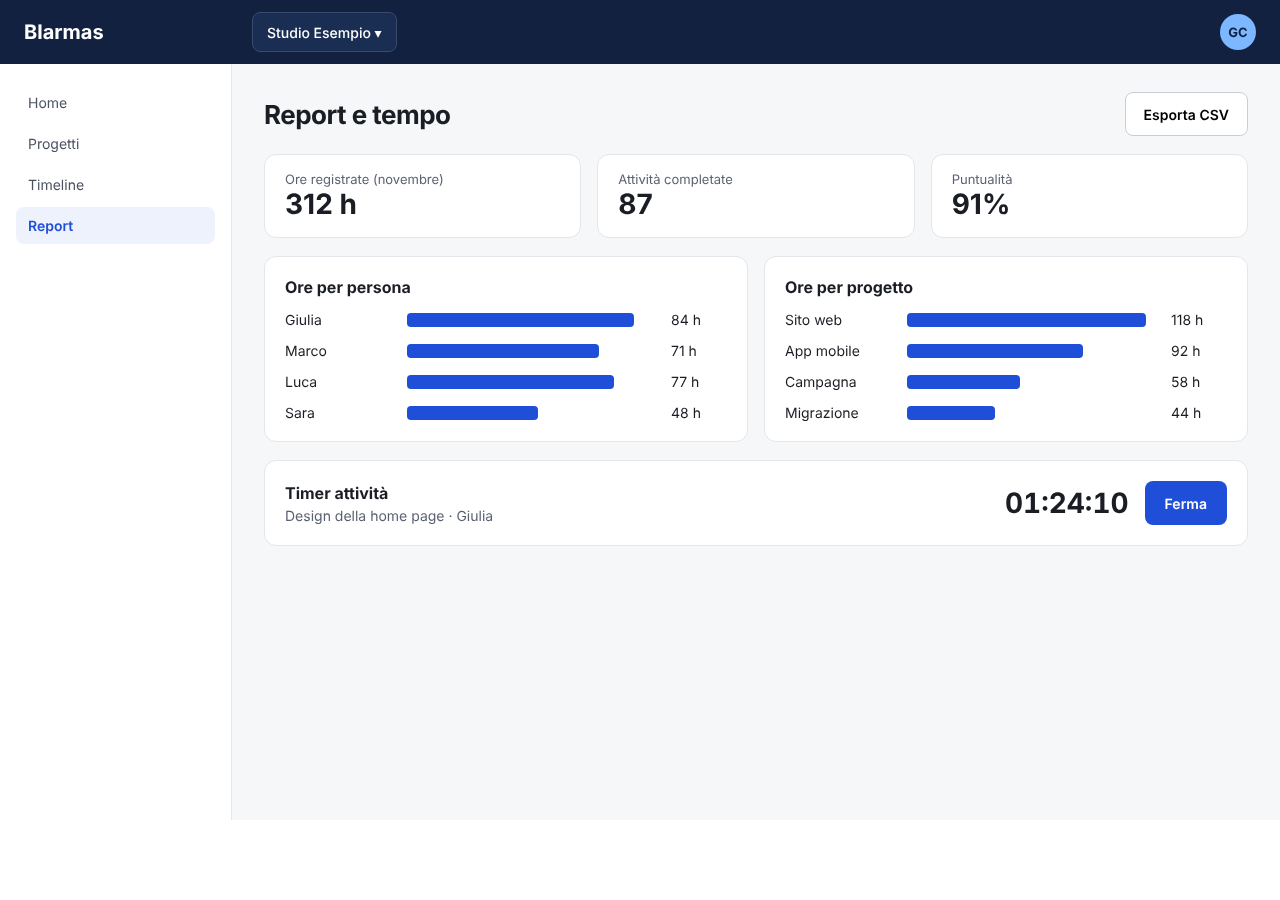 Blarmas
Studio Esempio ▾
GC
Home
Progetti
Timeline
Report
Report e tempo
Esporta CSV
Ore registrate (novembre)
312 h
Attività completate
87
Puntualità
91%
Ore per persona
Giulia 84 h
Marco 71 h
Luca 77 h
Sara 48 h
Ore per progetto
Sito web 118 h
App mobile 92 h
Campagna 58 h
Migrazione 44 h
Timer attività
Design della home page · Giulia
01:24:10
Ferma